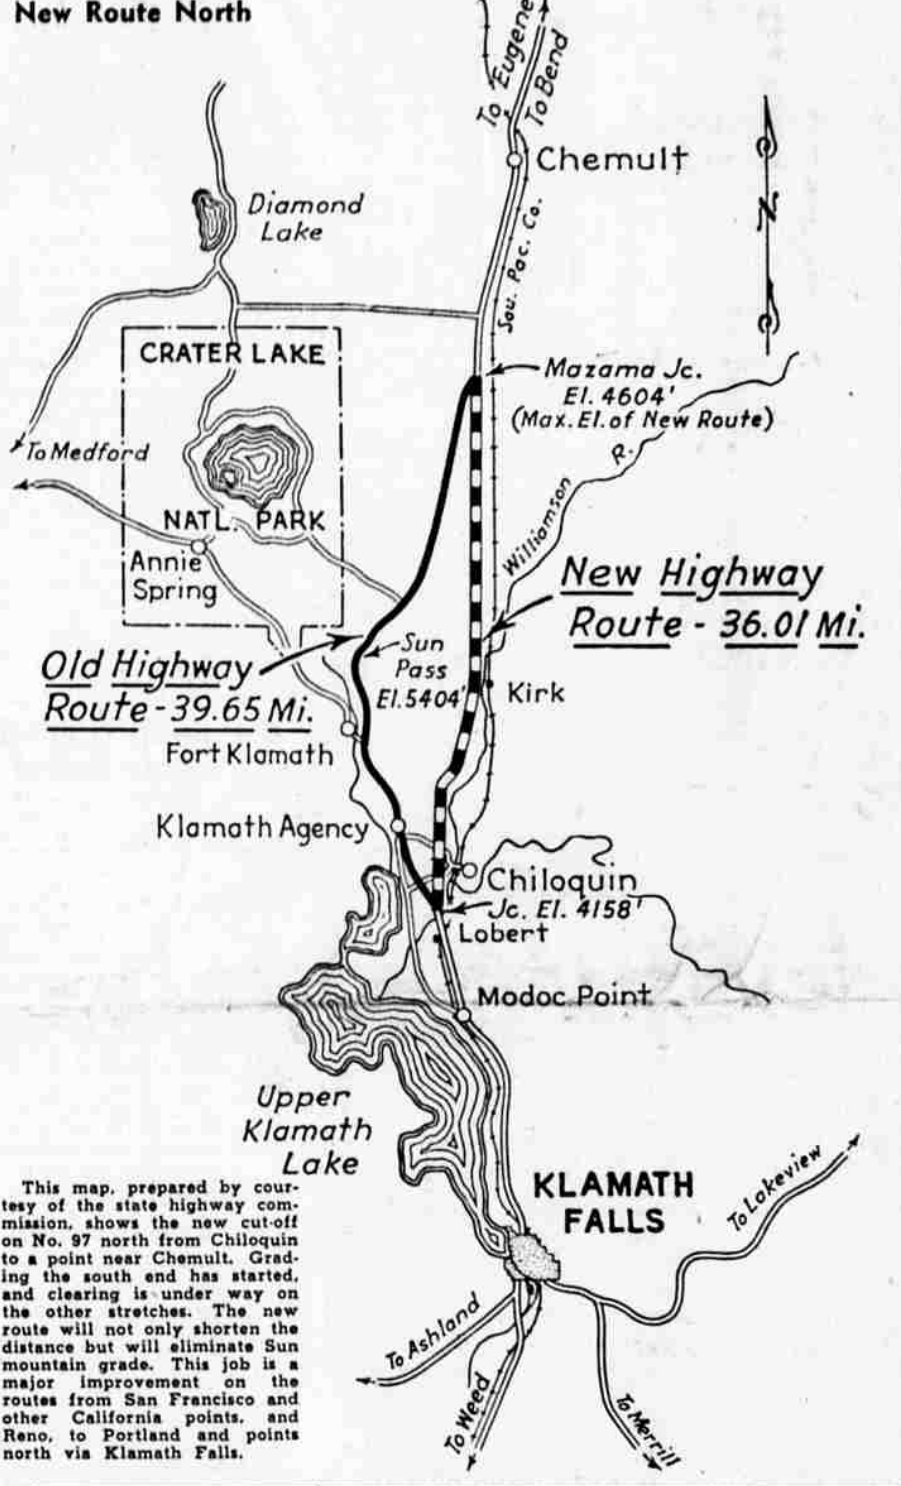 New Route North
To Eugene
To Bend
Chemult
Diamond
Lake
Sou. Pac. Co.
N
CRATER LAKE
Mazama Jc.
El. 4604'
(Max. El. of New Route)
To Medford
Williamson R.
NATL. PARK
Annie
Spring
New Highway
Route - 36.01 Mi.
Sun
Pass
El. 5404'
Old Highway
Route - 39.65 Mi.
Kirk
Fort Klamath
Klamath Agency
Chiloquin
Jc. El. 4158'
Lobert
Modoc Point
Upper
Klamath
Lake
KLAMATH
FALLS
To Lakeview
To Ashland
To Weed
To Merrill
This map, prepared by cour-
tesy of the state highway com-
mission, shows the new cut-off
on No. 97 north from Chiloquin
to a point near Chemult. Grad-
ing the south end has started,
and clearing is under way on
the other stretches. The new
route will not only shorten the
distance but will eliminate Sun
mountain grade. This job is a
major improvement on the
routes from San Francisco and
other California points, and
Reno, to Portland and points
north via Klamath Falls.